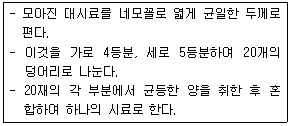 - 모아진 대시료를 네모꼴로 엷게 균일한 두께로
편다.
- 이것을 가로 4등분, 세로 5등분하여 20개의
덩어리로 나눈다.
- 20재의 각 부분에서 균등한 양을 취한 후 혼
합하여 하나의 시료로 한다.